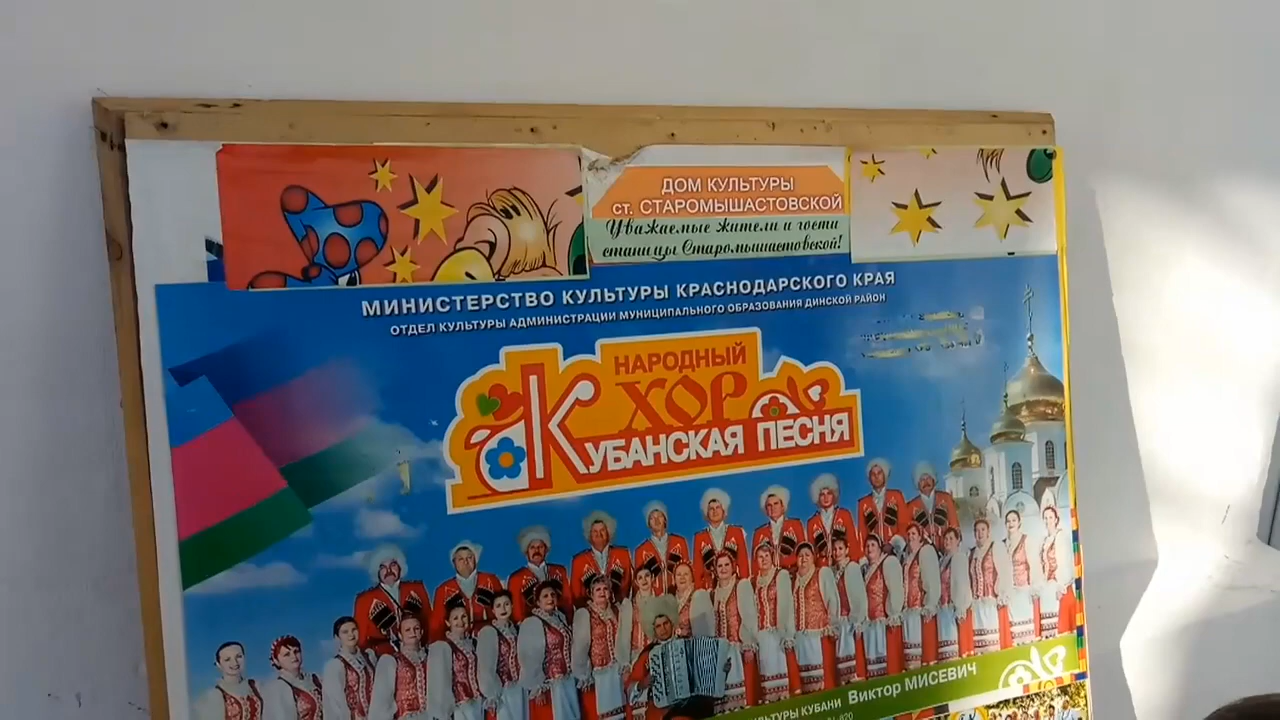 ДОМ КУЛЬТУРЫ
ст. СТАРОМЫШАСТОВСКОЙ
Уважаемые жители и гости
станицы Старомышастовской!
МИНИСТЕРСТВО КУЛЬТУРЫ КРАСНОДАРСКОГО КРАЯ
ОТДЕЛ КУЛЬТУРЫ АДМИНИСТРАЦИИ МУНИЦИПАЛЬНОГО ОБРАЗОВАНИЯ ДИНСКОЙ РАЙОН
НАРОДНЫЙ
ХОР
КУБАНСКАЯ ПЕСНЯ
КУБАНИ Виктор МИСЕВИЧ